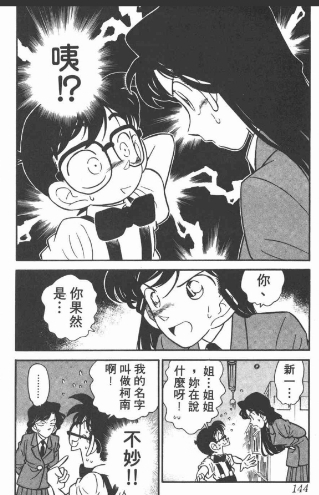 咦
!?
你、
你果然
是…
新一…
姐…姐姐
，妳在說
什麼呀！
我的名字
叫做柯南
啊！
不妙!!
………
144